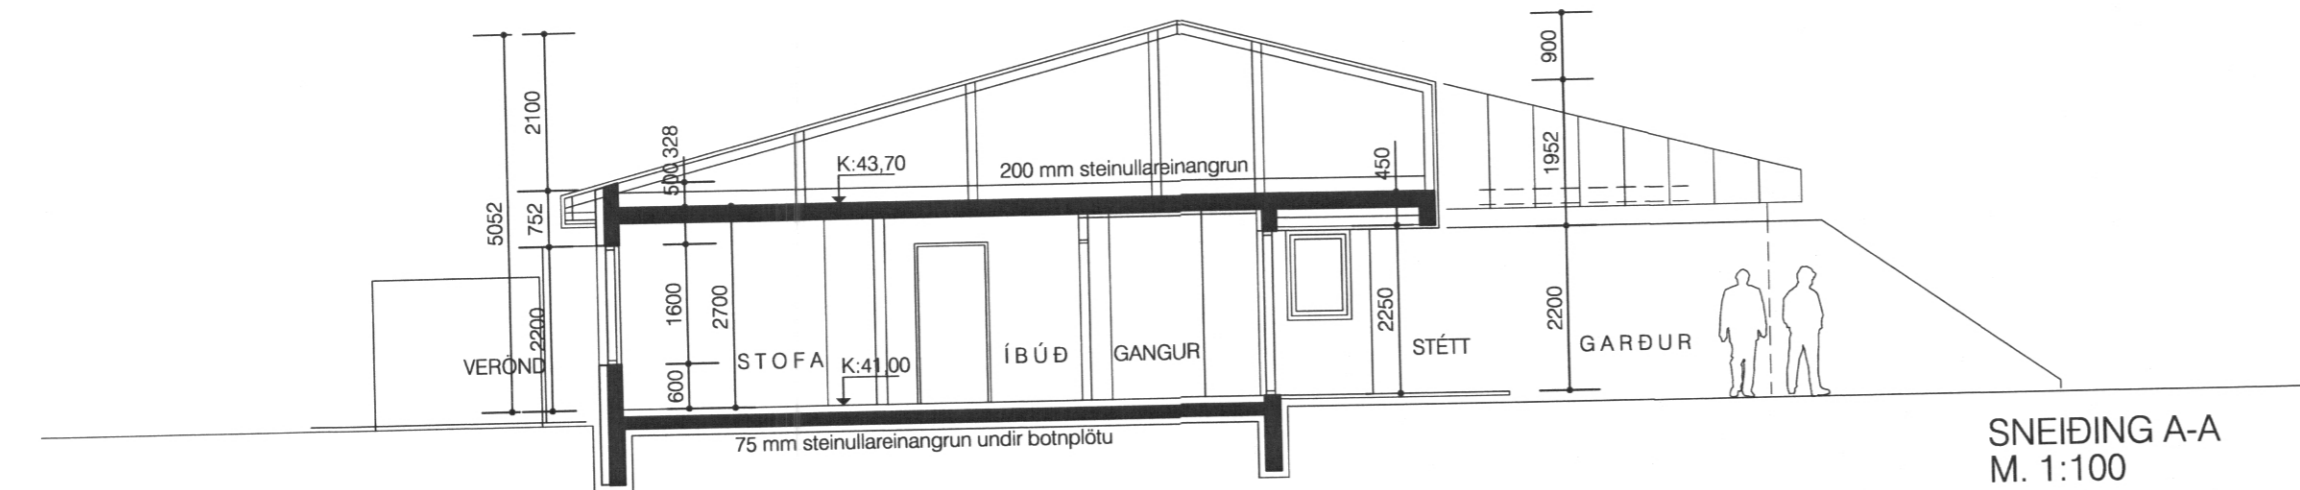 2100
752
5052
2200
500 328
1600
2700
600
K:43,70
200 mm steinullareinangrun
450
900
1952
2250
2200
VERÖND
STOFA
K:41,00
ÍBÚÐ
GANGUR
STÉTT
GARÐUR
75 mm steinullareinangrun undir botnplötu
SNEIÐING A-A
M. 1:100